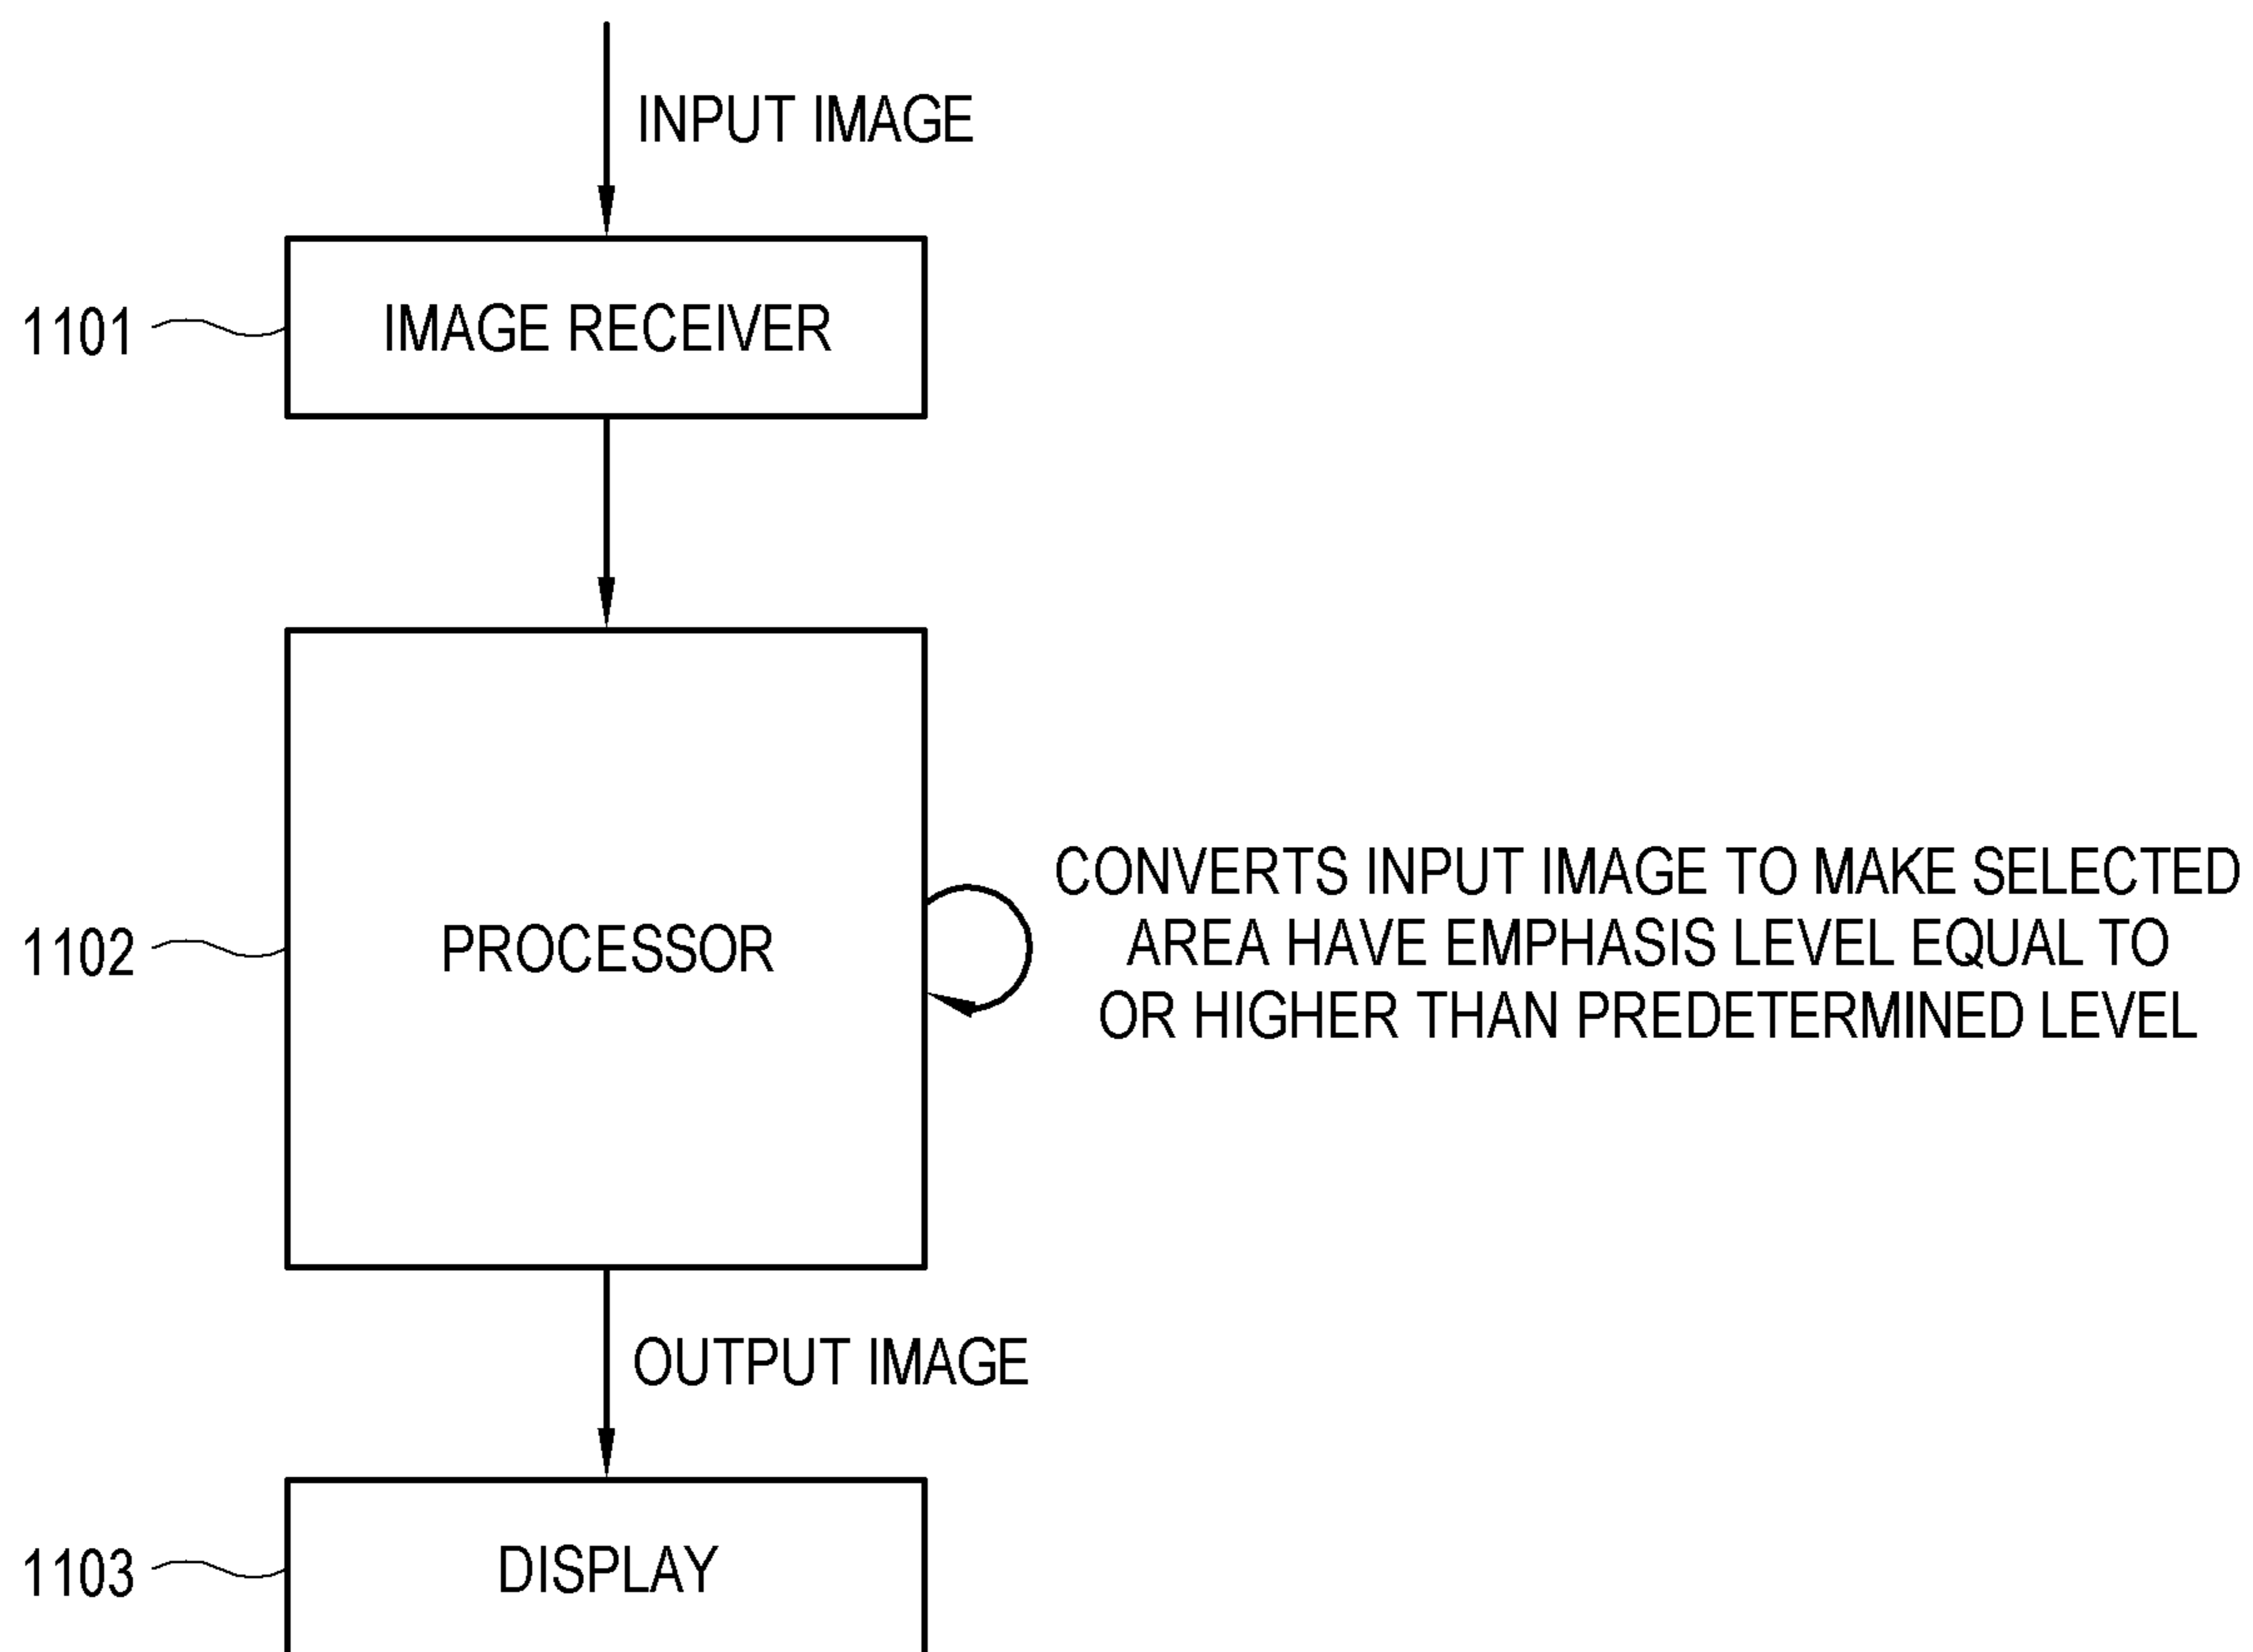 INPUT IMAGE
1101
IMAGE RECEIVER
1102
PROCESSOR
CONVERTS INPUT IMAGE TO MAKE SELECTED
AREA HAVE EMPHASIS LEVEL EQUAL TO
OR HIGHER THAN PREDETERMINED LEVEL
OUTPUT IMAGE
1103
DISPLAY